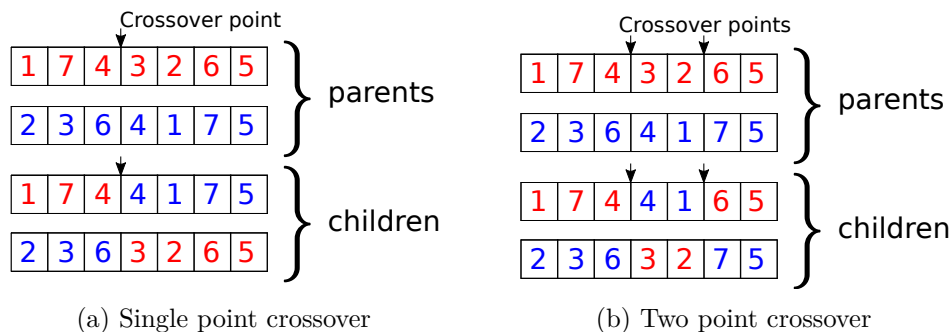 Crossover point
1 7 4 3 2 6 5
parents
2 3 6 4 1 7 5
1 7 4 4 1 7 5
children
2 3 6 3 2 6 5
(a) Single point crossover
Crossover points
1 7 4 3 2 6 5
parents
2 3 6 4 1 7 5
1 7 4 4 1 6 5
children
2 3 6 3 2 7 5
(b) Two point crossover